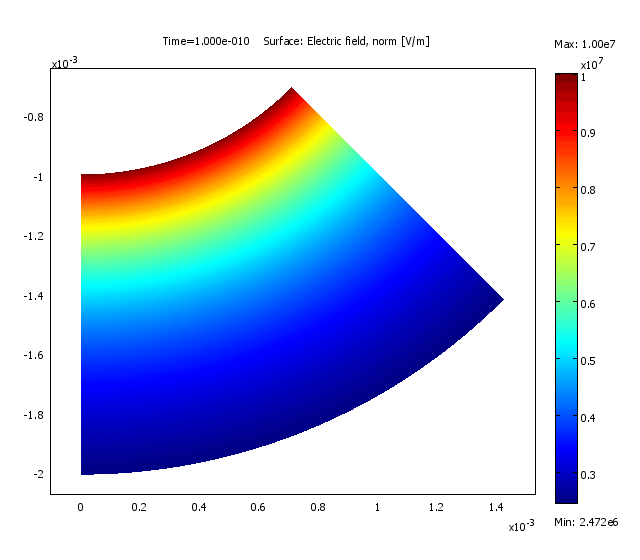 Time=1.000e-010 Surface: Electric field, norm [V/m]
Max: 1.00e7
x10^-3
x10^7
1
0.9
0.8
0.7
0.6
0.5
0.4
0.3
Min: 2.472e6
-0.8
-1
-1.2
-1.4
-1.6
-1.8
-2
0 0.2 0.4 0.6 0.8 1 1.2 1.4
x10^-3